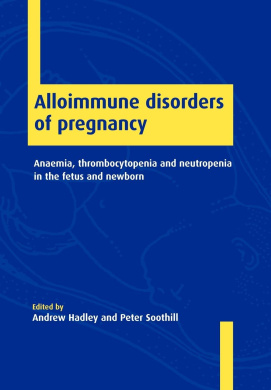 Alloimmune disorders
of pregnancy
Anaemia, thrombocytopenia and neutropenia
in the fetus and newborn
Edited by
Andrew Hadley and Peter Soothill